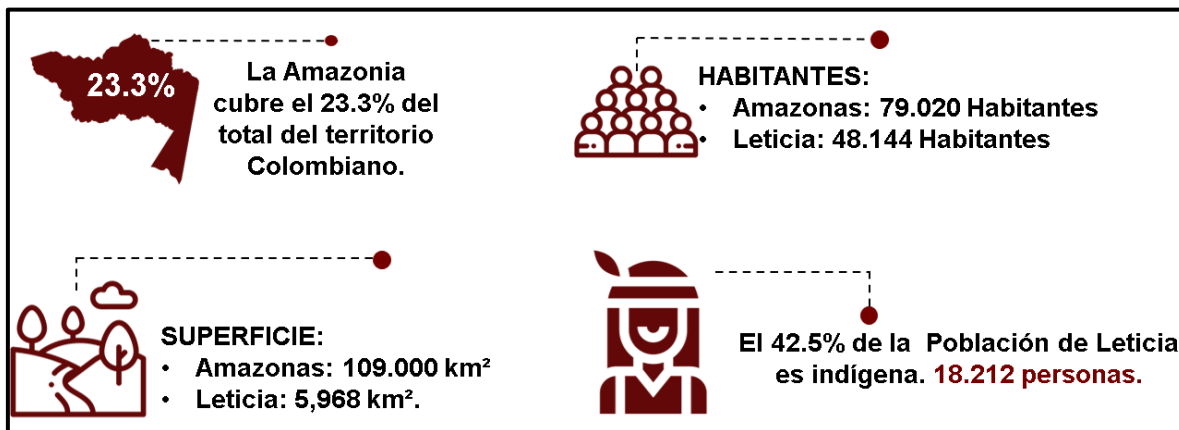 23.3%
La Amazonia
cubre el 23.3% del
total del territorio
Colombiano.
HABITANTES:
• Amazonas: 79.020 Habitantes
• Leticia: 48.144 Habitantes
SUPERFICIE:
• Amazonas: 109.000 km²
• Leticia: 5,968 km².
El 42.5% de la Población de Leticia
es indígena. 18.212 personas.